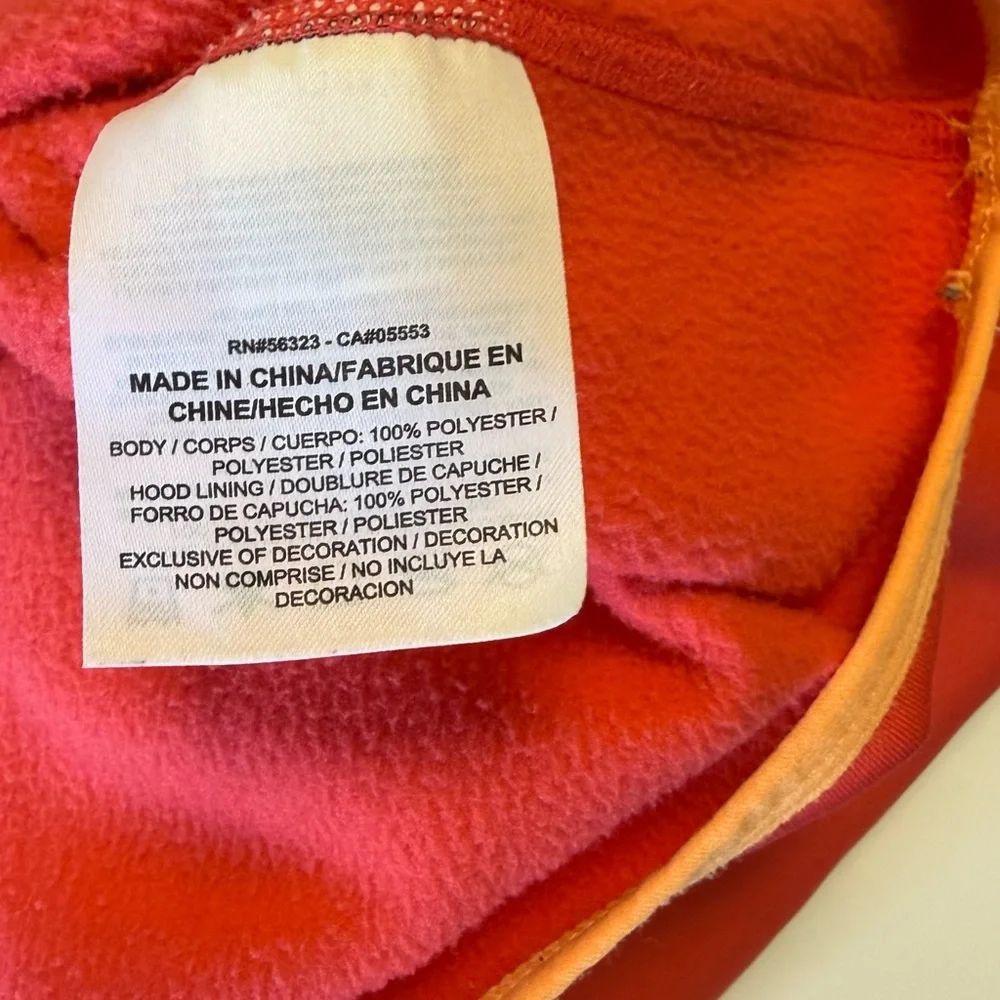 RN#56323 - CA#05553
MADE IN CHINA/FABRIQUE EN
CHINE/HECHO EN CHINA
BODY / CORPS / CUERPO: 100% POLYESTER /
POLYESTER / POLIESTER
HOOD LINING / DOUBLURE DE CAPUCHE /
FORRO DE CAPUCHA: 100% POLYESTER /
POLYESTER / POLIESTER
EXCLUSIVE OF DECORATION / DECORATION
NON COMPRISE / NO INCLUYE LA
DECORACION